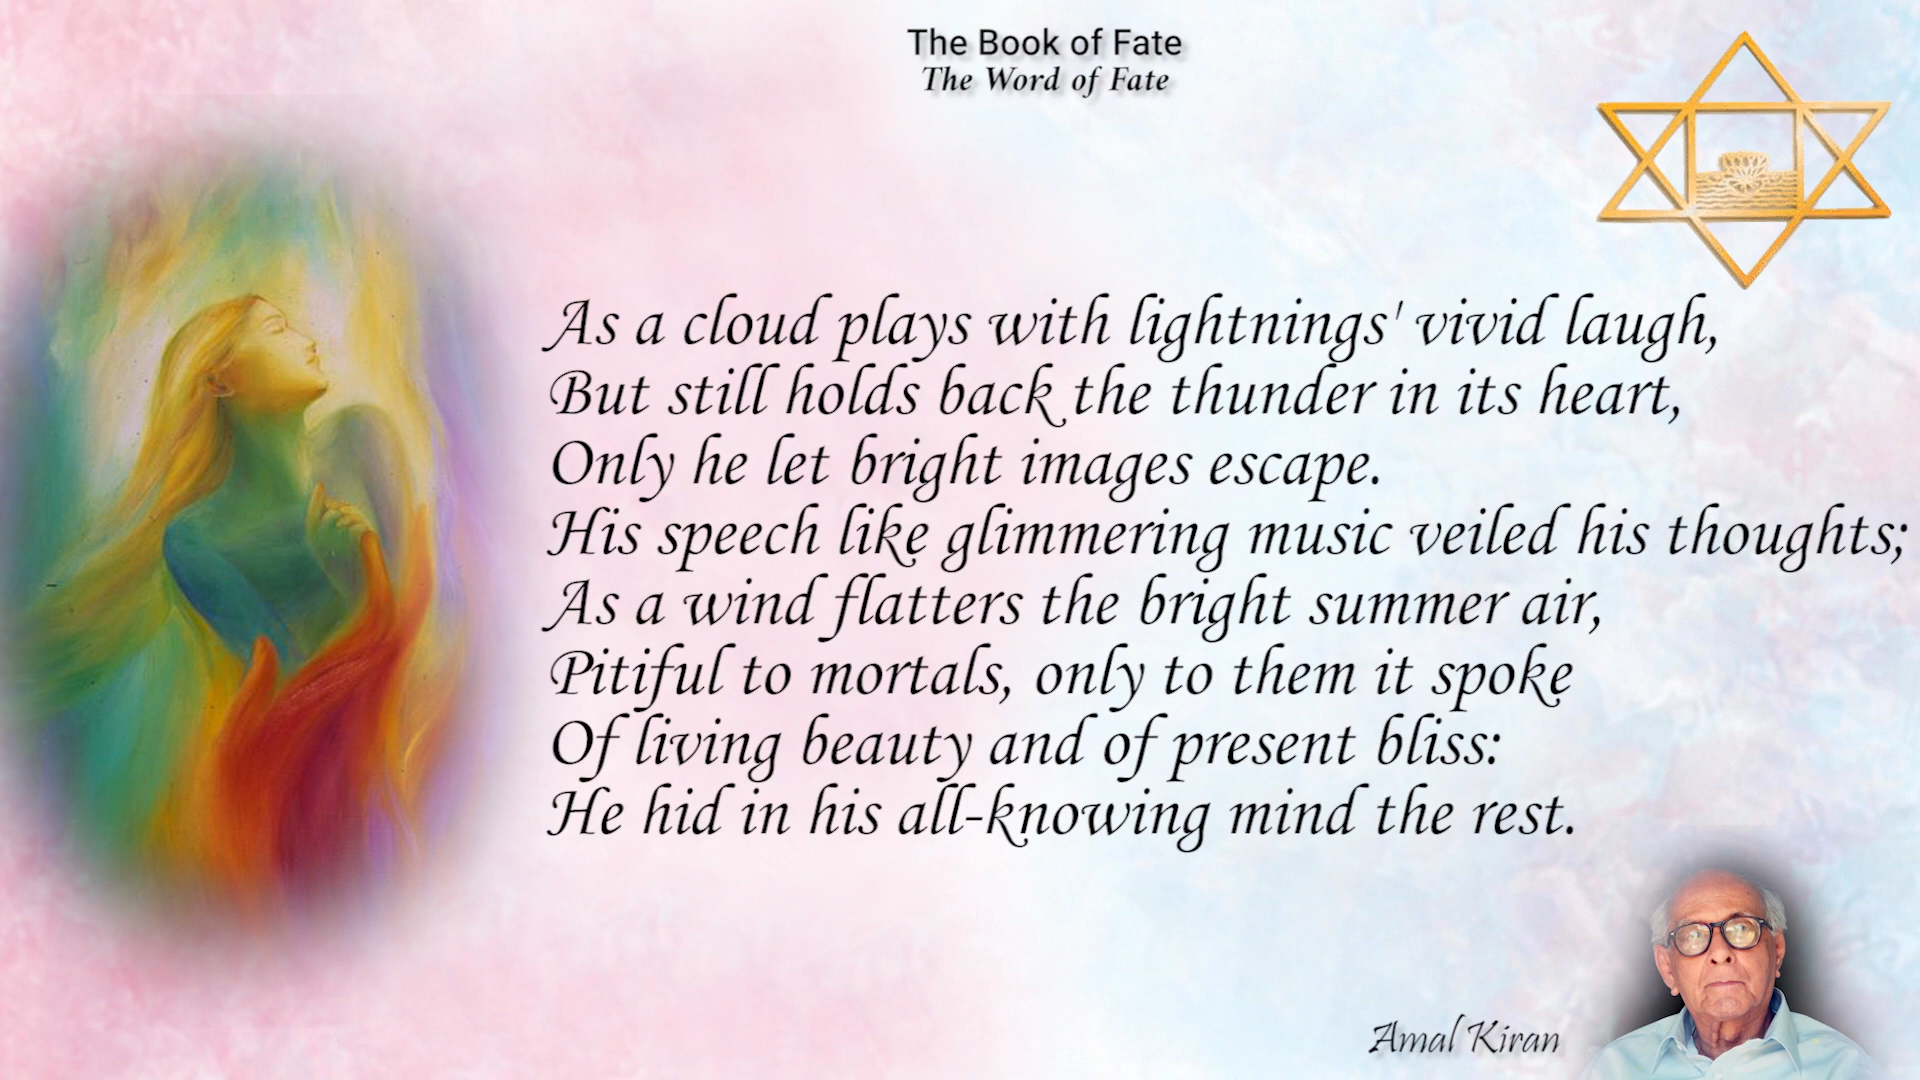 The Book of Fate
The Word of Fate
As a cloud plays with lightnings' vivid laugh,
But still holds back the thunder in its heart,
Only he let bright images escape.
His speech like glimmering music veiled his thoughts;
As a wind flatters the bright summer air,
Pitiful to mortals, only to them it spoke
Of living beauty and of present bliss:
He hid in his all-knowing mind the rest.
Amal Kiran